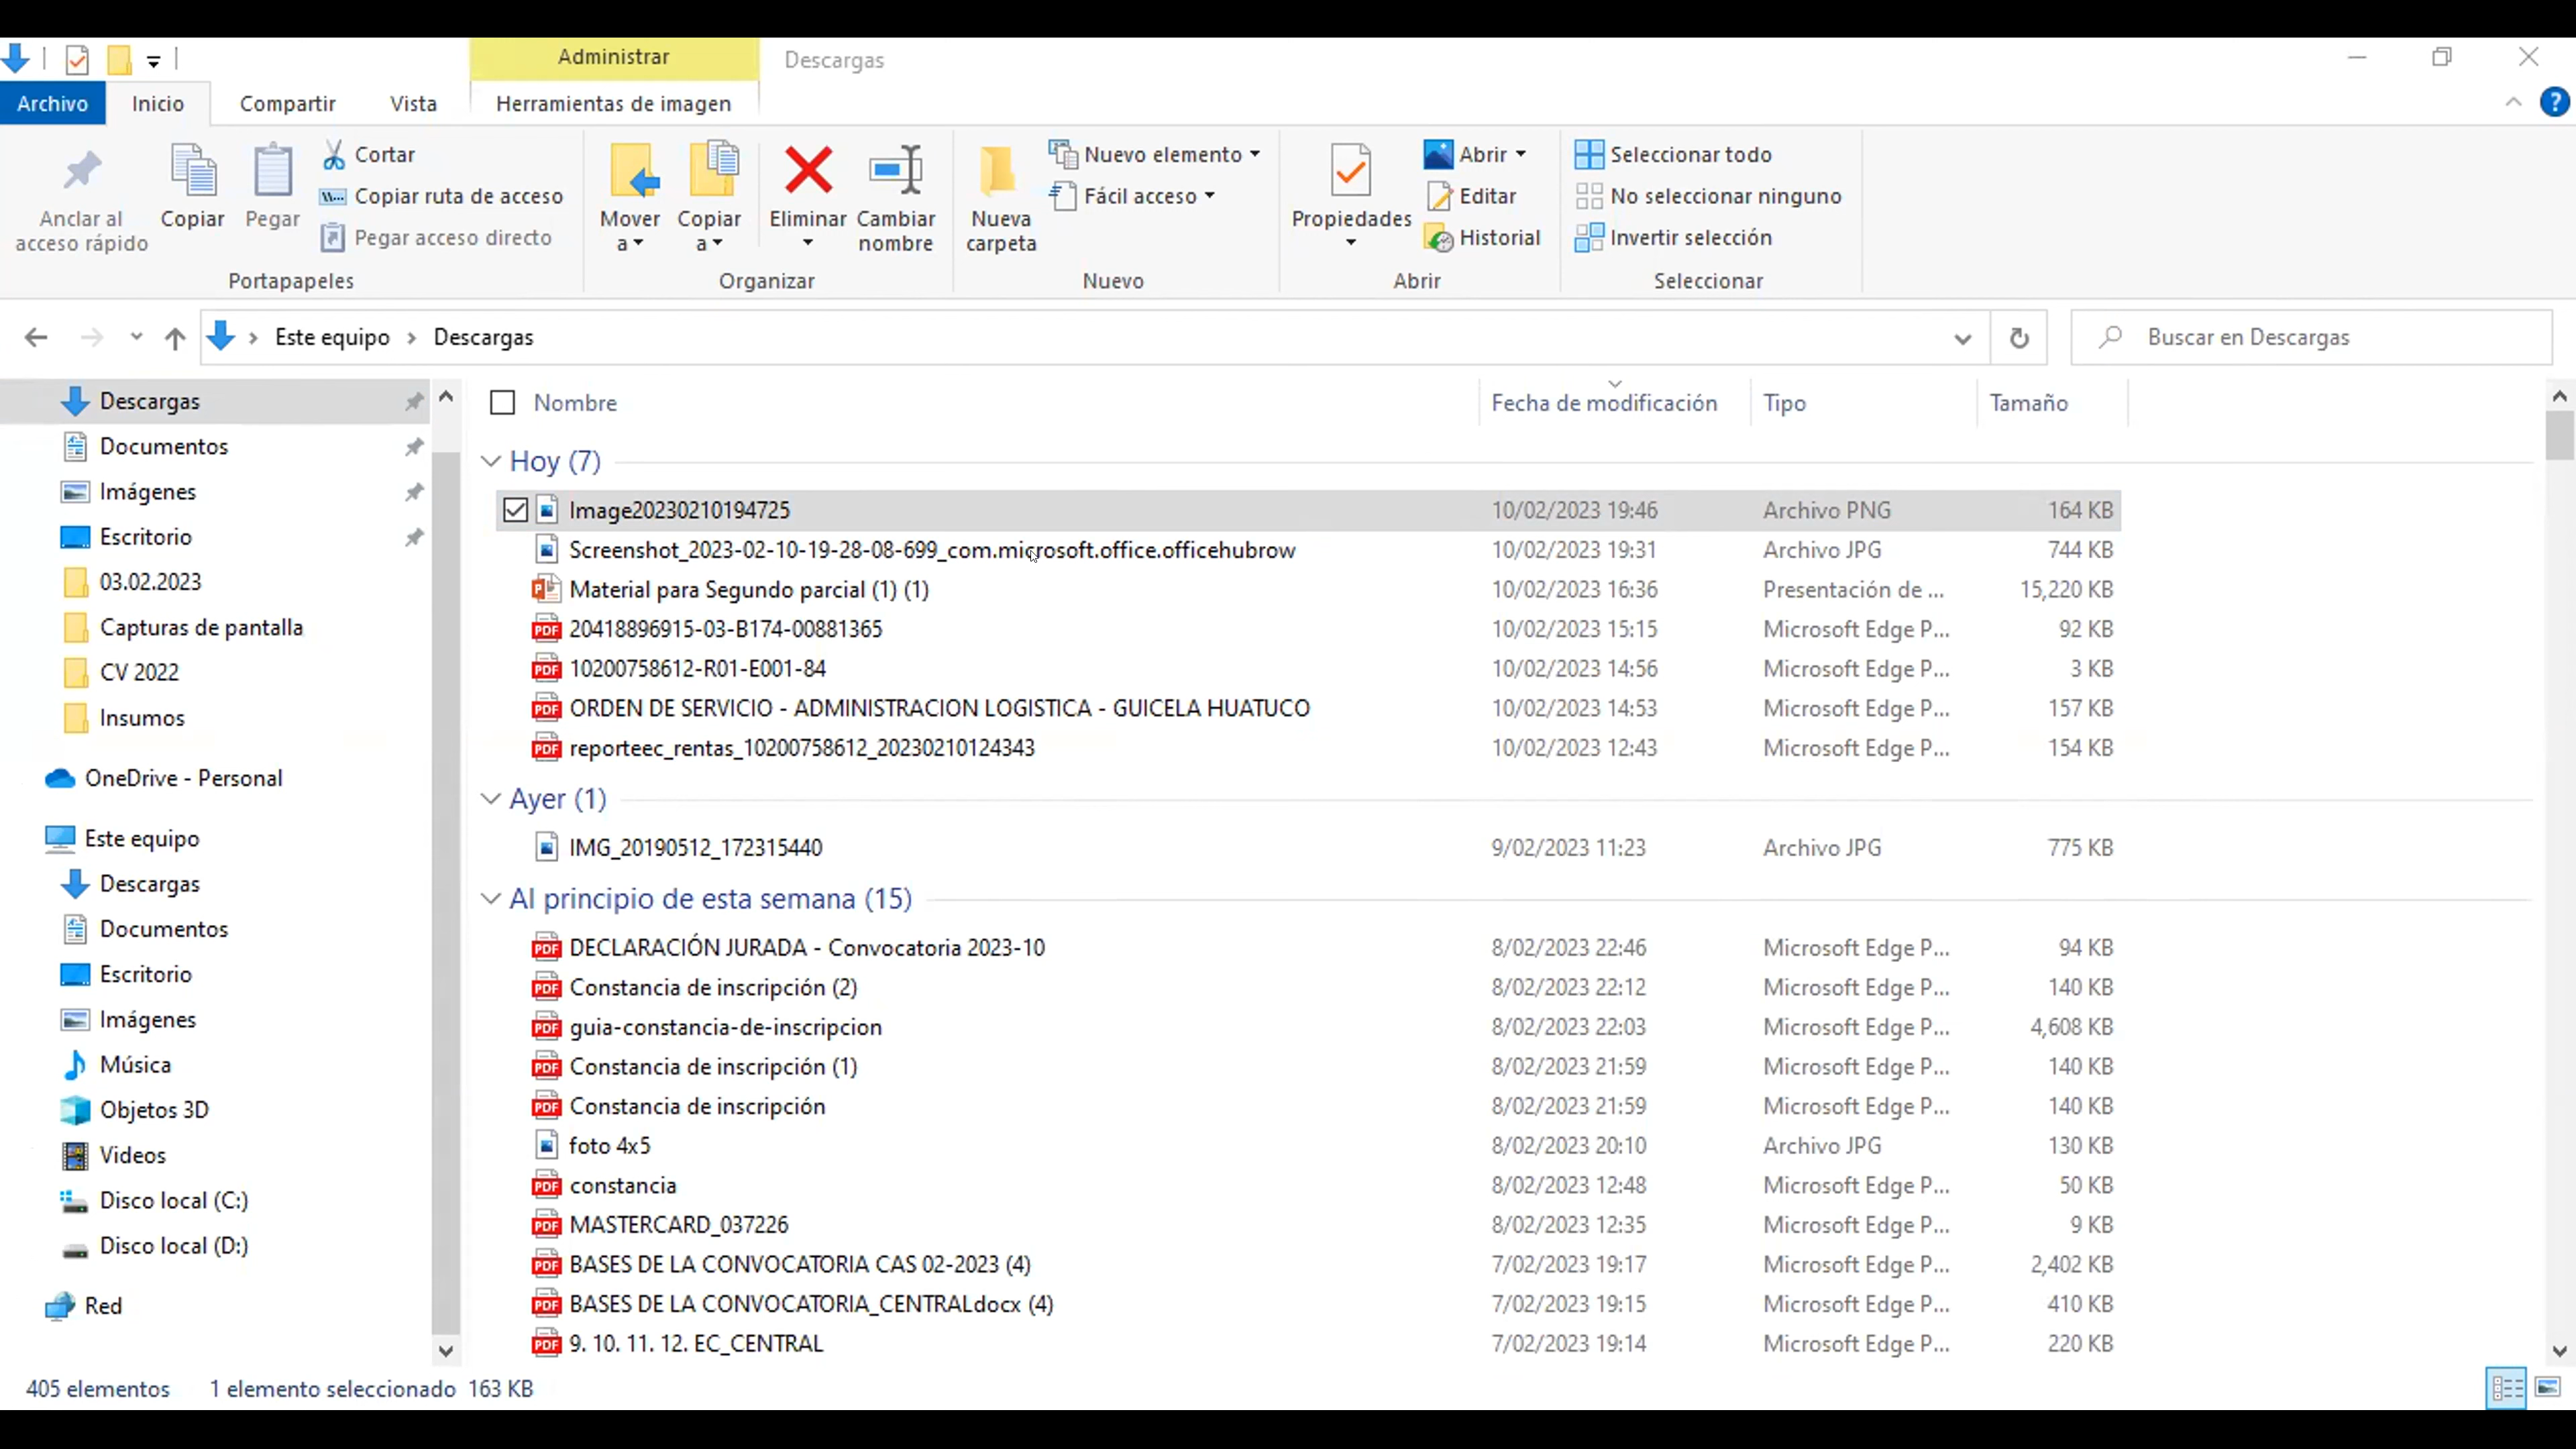 Administrar
Descargas
Archivo
Inicio
Compartir
Vista
Herramientas de imagen
Anclar al
acceso rápido
Copiar
Pegar
Cortar
Copiar ruta de acceso
Pegar acceso directo
Portapapeles
Mover
a
Copiar
a
Eliminar
Cambiar
nombre
Organizar
Nueva
carpeta
Nuevo elemento
Fácil acceso
Nuevo
Propiedades
Abrir
Editar
Historial
Abrir
Seleccionar todo
No seleccionar ninguno
Invertir selección
Seleccionar
Este equipo > Descargas
Buscar en Descargas
Descargas
Documentos
Imágenes
Escritorio
03.02.2023
Capturas de pantalla
CV 2022
Insumos
OneDrive - Personal
Este equipo
Descargas
Documentos
Escritorio
Imágenes
Música
Objetos 3D
Videos
Disco local (C:)
Disco local (D:)
Red
Nombre Fecha de modificación Tipo Tamaño
Hoy (7)
Image20230210194725 10/02/2023 19:46 Archivo PNG 164 KB
Screenshot_2023-02-10-19-28-08-699_com.microsoft.office.officehubrow 10/02/2023 19:31 Archivo JPG 744 KB
Material para Segundo parcial (1) (1) 10/02/2023 16:36 Presentación de ... 15,220 KB
20418896915-03-B174-00881365 10/02/2023 15:15 Microsoft Edge P... 92 KB
10200758612-R01-E001-84 10/02/2023 14:56 Microsoft Edge P... 3 KB
ORDEN DE SERVICIO - ADMINISTRACION LOGISTICA - GUICELA HUATUCO 10/02/2023 14:53 Microsoft Edge P... 157 KB
reporteec_rentas_10200758612_20230210124343 10/02/2023 12:43 Microsoft Edge P... 154 KB
Ayer (1)
IMG_20190512_172315440 9/02/2023 11:23 Archivo JPG 775 KB
Al principio de esta semana (15)
DECLARACIÓN JURADA - Convocatoria 2023-10 8/02/2023 22:46 Microsoft Edge P... 94 KB
Constancia de inscripción (2) 8/02/2023 22:12 Microsoft Edge P... 140 KB
guia-constancia-de-inscripcion 8/02/2023 22:03 Microsoft Edge P... 4,608 KB
Constancia de inscripción (1) 8/02/2023 21:59 Microsoft Edge P... 140 KB
Constancia de inscripción 8/02/2023 21:59 Microsoft Edge P... 140 KB
foto 4x5 8/02/2023 20:10 Archivo JPG 130 KB
constancia 8/02/2023 12:48 Microsoft Edge P... 50 KB
MASTERCARD_037226 8/02/2023 12:35 Microsoft Edge P... 9 KB
BASES DE LA CONVOCATORIA CAS 02-2023 (4) 7/02/2023 19:17 Microsoft Edge P... 2,402 KB
BASES DE LA CONVOCATORIA_CENTRALdocx (4) 7/02/2023 19:15 Microsoft Edge P... 410 KB
9. 10. 11. 12. EC_CENTRAL 7/02/2023 19:14 Microsoft Edge P... 220 KB
405 elementos 1 elemento seleccionado 163 KB